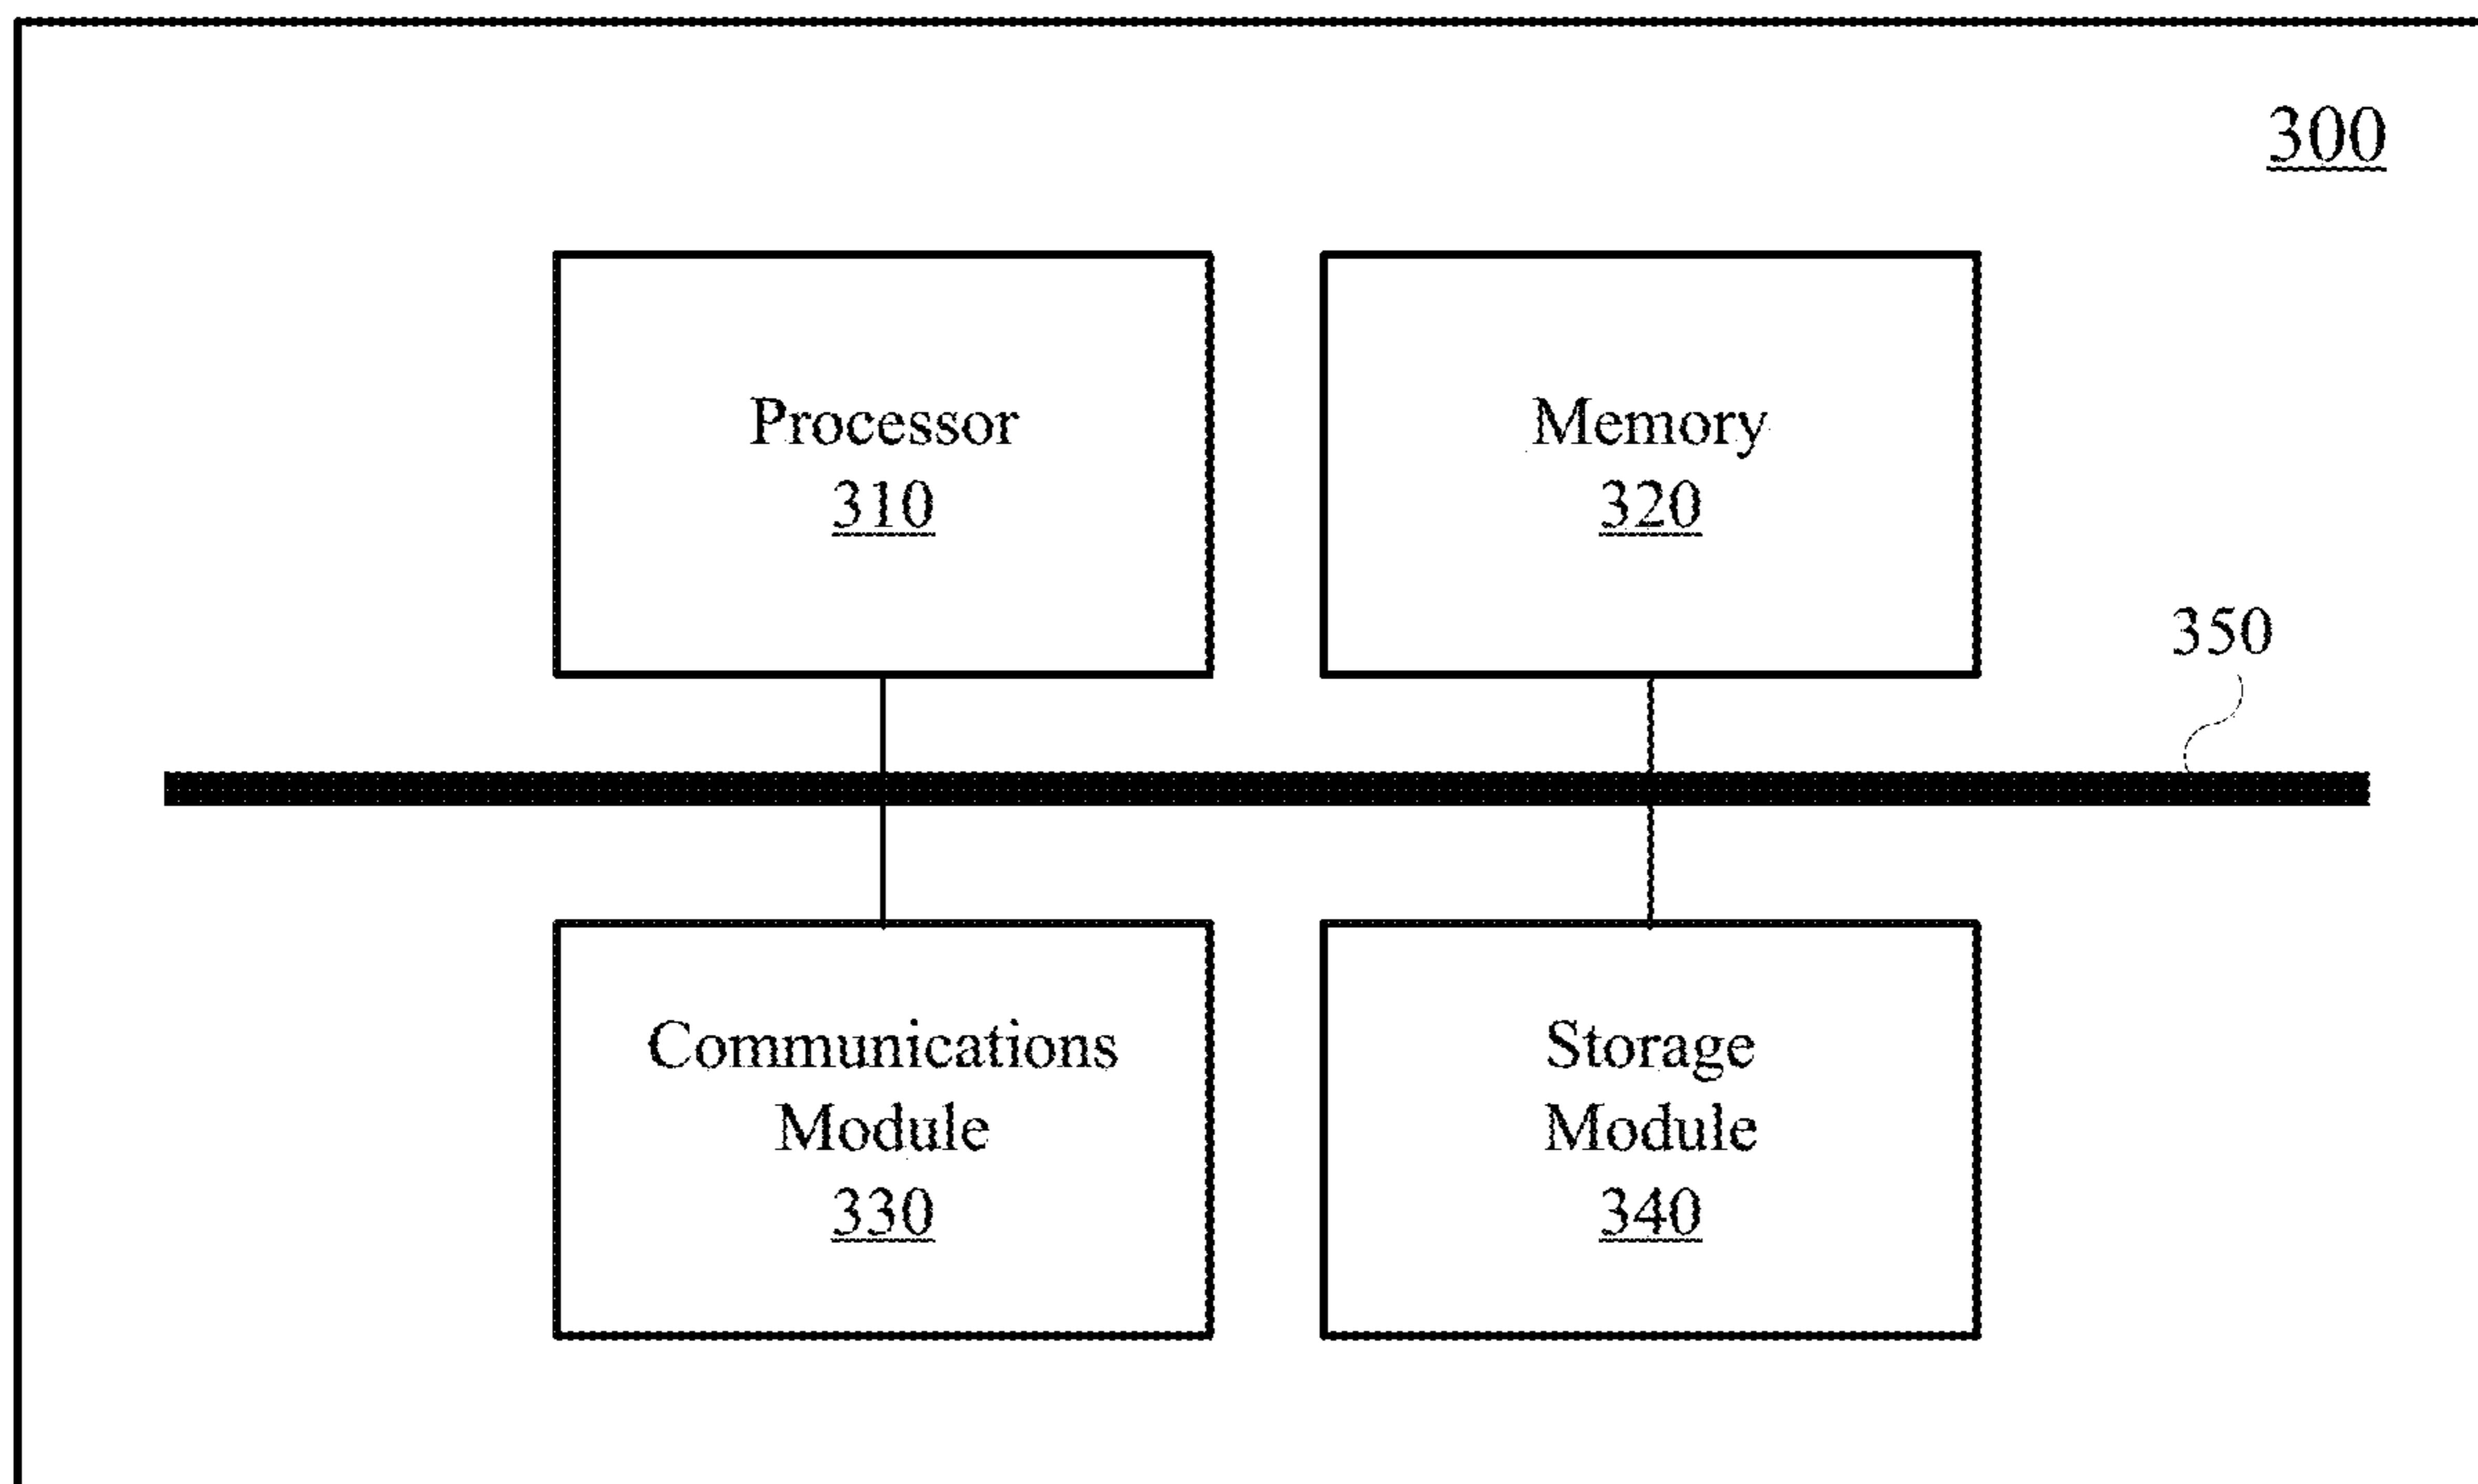 300
Processor
310
Memory
320
350
Communications
Module
330
Storage
Module
340